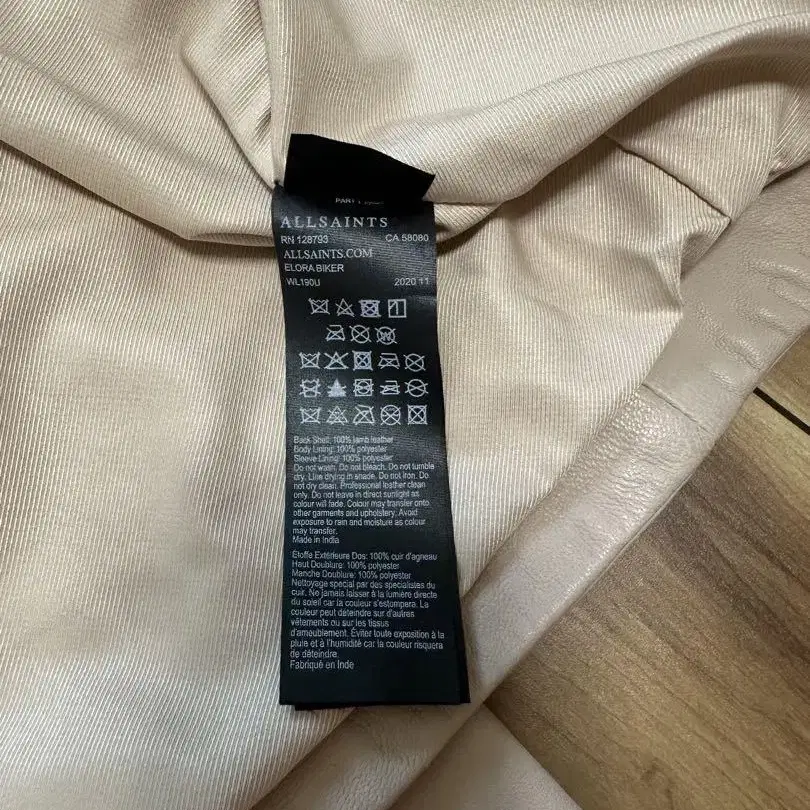 PART 1
ALLSAINTS
RN 128793 CA 58080
ALLSAINTS.COM
ELORA BIKER
WL190U 2020 11
Back Shell: 100% lamb leather
Body Lining: 100% polyester
Sleeve Lining: 100% polyester
Do not wash. Do not bleach. Do not tumble
dry. Line drying in shade. Do not iron. Do
not dry clean. Professional leather clean
only. Do not leave in direct sunlight as
colour will fade. Colour may transfer onto
other garments and upholstery. Avoid
exposure to rain and moisture as colour
may transfer.
Made in India
Étoffe Extérieure Dos: 100% cuir d'agneau
Haut Doublure: 100% polyester
Manche Doublure: 100% polyester
Nettoyage special par des specialistes du
cuir. Ne jamais laisser à la lumière directe
du soleil car la couleur s'estompera. La
couleur peut déteindre sur d'autres
vêtements ou sur les tissus
d'ameublement. Éviter toute exposition à la
pluie et à l'humidité car la couleur risquera
de déteindre.
Fabriqué en Inde